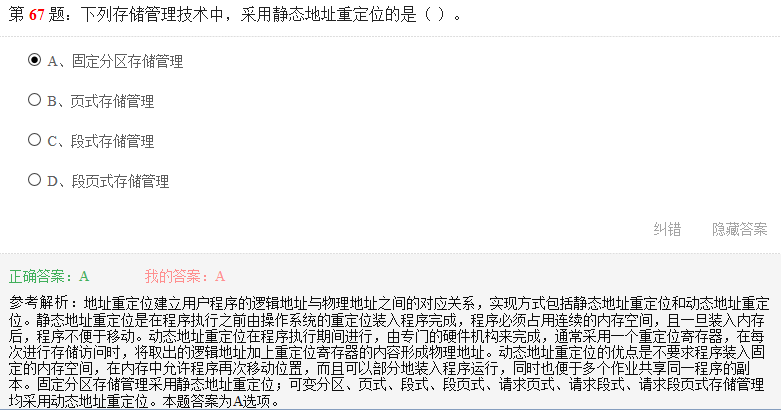 第 67 题：下列存储管理技术中，采用静态地址重定位的是（ ）。
A、固定分区存储管理
B、页式存储管理
C、段式存储管理
D、段页式存储管理
纠错 隐藏答案
正确答案：A 我的答案：A
参考解析：地址重定位建立用户程序的逻辑地址与物理地址之间的对应关系，实现方式包括静态地址重定位和动态地址重定
位。静态地址重定位是在程序执行之前由操作系统的重定位装入程序完成，程序必须占用连续的内存空间，且一旦装入内存
后，程序不便于移动。动态地址重定位在程序执行期间进行，由专门的硬件机构来完成，通常采用一个重定位寄存器，在每
次进行存储访问时，将取出的逻辑地址加上重定位寄存器的内容形成物理地址。动态地址重定位的优点是不要求程序装入固
定的内存空间，在内存中允许程序再次移动位置，而且可以部分地装入程序运行，同时也便于多个作业共享同一程序的副
本。固定分区存储管理采用静态地址重定位；可变分区、页式、段式、段页式、请求页式、请求段式、请求段页式存储管理
均采用动态地址重定位。本题答案为A选项。